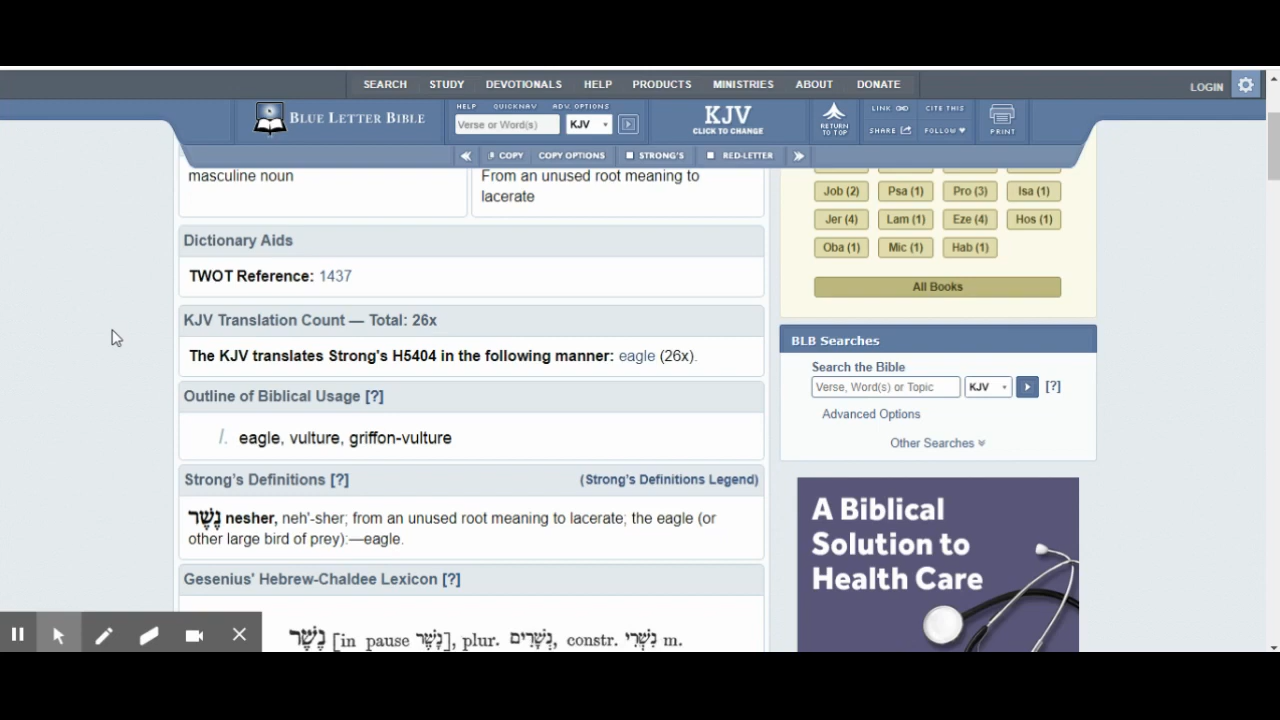 SEARCH STUDY DEVOTIONALS HELP PRODUCTS MINISTRIES ABOUT DONATE
LOGIN
BLUE LETTER BIBLE
HELP QUICKNAV ADV. OPTIONS
Verse or Word(s) KJV
KJV
CLICK TO CHANGE
RETURN
TO TOP
LINK CITE THIS
SHARE FOLLOW
PRINT
COPY COPY OPTIONS STRONG'S RED-LETTER
masculine noun
From an unused root meaning to
lacerate
Dictionary Aids
TWOT Reference: 1437
KJV Translation Count — Total: 26x
The KJV translates Strong's H5404 in the following manner: eagle (26x).
Outline of Biblical Usage [?]
I. eagle, vulture, griffon-vulture
Strong's Definitions [?] (Strong's Definitions Legend)
נֶשֶׁר nesher, neh'-sher; from an unused root meaning to lacerate; the eagle (or
other large bird of prey):—eagle.
Gesenius' Hebrew-Chaldee Lexicon [?]
נֶשֶׁר [in pause נָשֶׁר], plur. נְשָׁרִים, constr. נִשְׁרֵי m.
Job (2) Psa (1) Pro (3) Isa (1)
Jer (4) Lam (1) Eze (4) Hos (1)
Oba (1) Mic (1) Hab (1)
All Books
BLB Searches
Search the Bible
Verse, Word(s) or Topic KJV [?]
Advanced Options
Other Searches
A Biblical
Solution to
Health Care